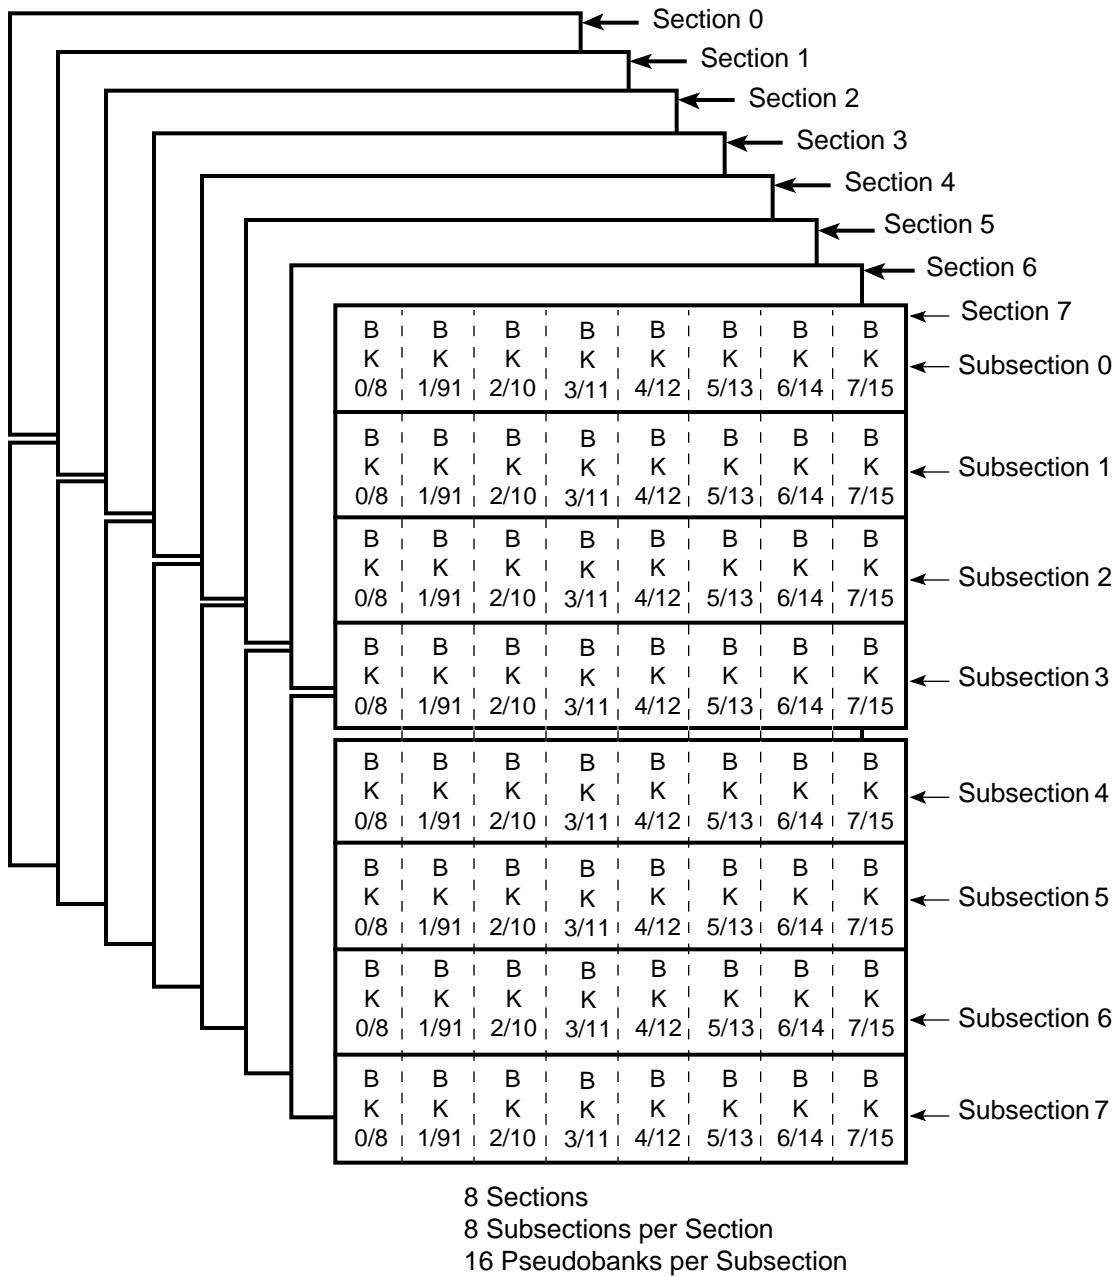 Section 0
Section 1
Section 2
Section 3
Section 4
Section 5
Section 6
Section 7
B B B B B B B B
K K K K K K K K
0/8 1/91 2/10 3/11 4/12 5/13 6/14 7/15
Subsection 0
B B B B B B B B
K K K K K K K K
0/8 1/91 2/10 3/11 4/12 5/13 6/14 7/15
Subsection 1
B B B B B B B B
K K K K K K K K
0/8 1/91 2/10 3/11 4/12 5/13 6/14 7/15
Subsection 2
B B B B B B B B
K K K K K K K K
0/8 1/91 2/10 3/11 4/12 5/13 6/14 7/15
Subsection 3
B B B B B B B B
K K K K K K K K
0/8 1/91 2/10 3/11 4/12 5/13 6/14 7/15
Subsection 4
B B B B B B B B
K K K K K K K K
0/8 1/91 2/10 3/11 4/12 5/13 6/14 7/15
Subsection 5
B B B B B B B B
K K K K K K K K
0/8 1/91 2/10 3/11 4/12 5/13 6/14 7/15
Subsection 6
B B B B B B B B
K K K K K K K K
0/8 1/91 2/10 3/11 4/12 5/13 6/14 7/15
Subsection 7
8 Sections
8 Subsections per Section
16 Pseudobanks per Subsection